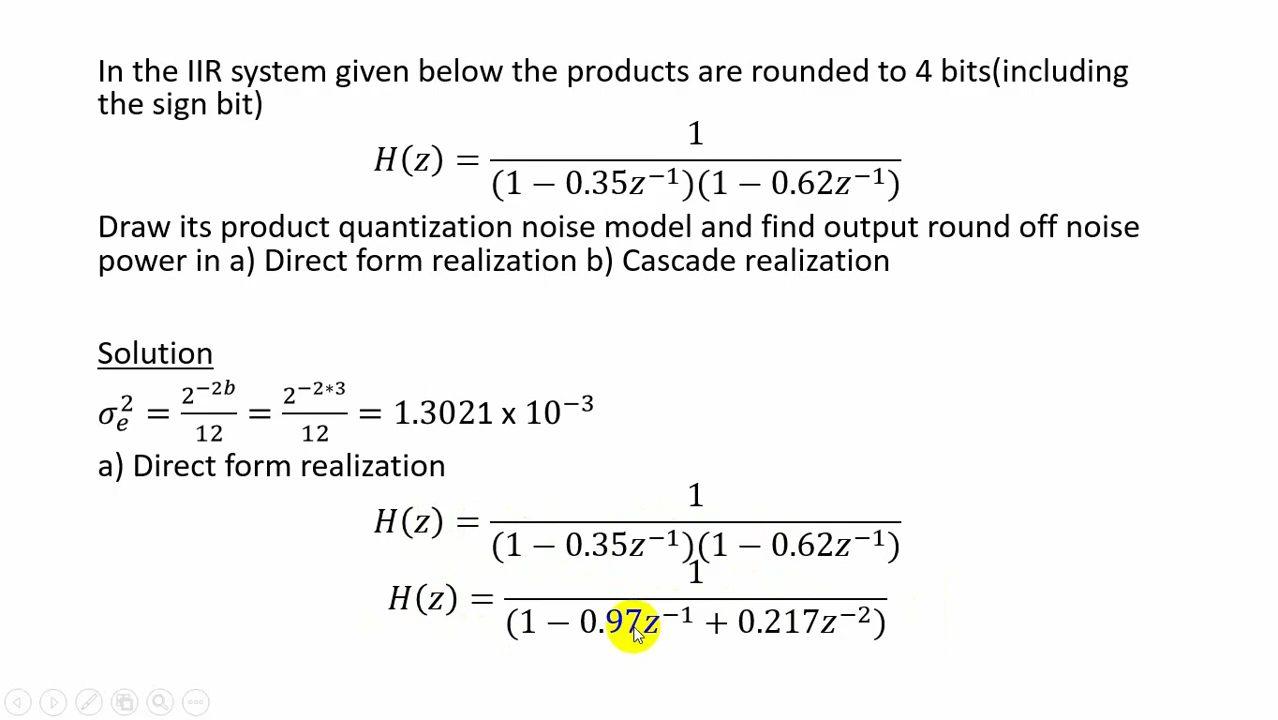 In the IIR system given below the products are rounded to 4 bits(including
the sign bit)
H(z) = 1 / (1 − 0.35z⁻¹)(1 − 0.62z⁻¹)
Draw its product quantization noise model and find output round off noise
power in a) Direct form realization b) Cascade realization
Solution
σₑ² = 2⁻²ᵇ / 12 = 2⁻²*³ / 12 = 1.3021 x 10⁻³
a) Direct form realization
H(z) = 1 / (1 − 0.35z⁻¹)(1 − 0.62z⁻¹)
H(z) = 1 / (1 − 0.97z⁻¹ + 0.217z⁻²)